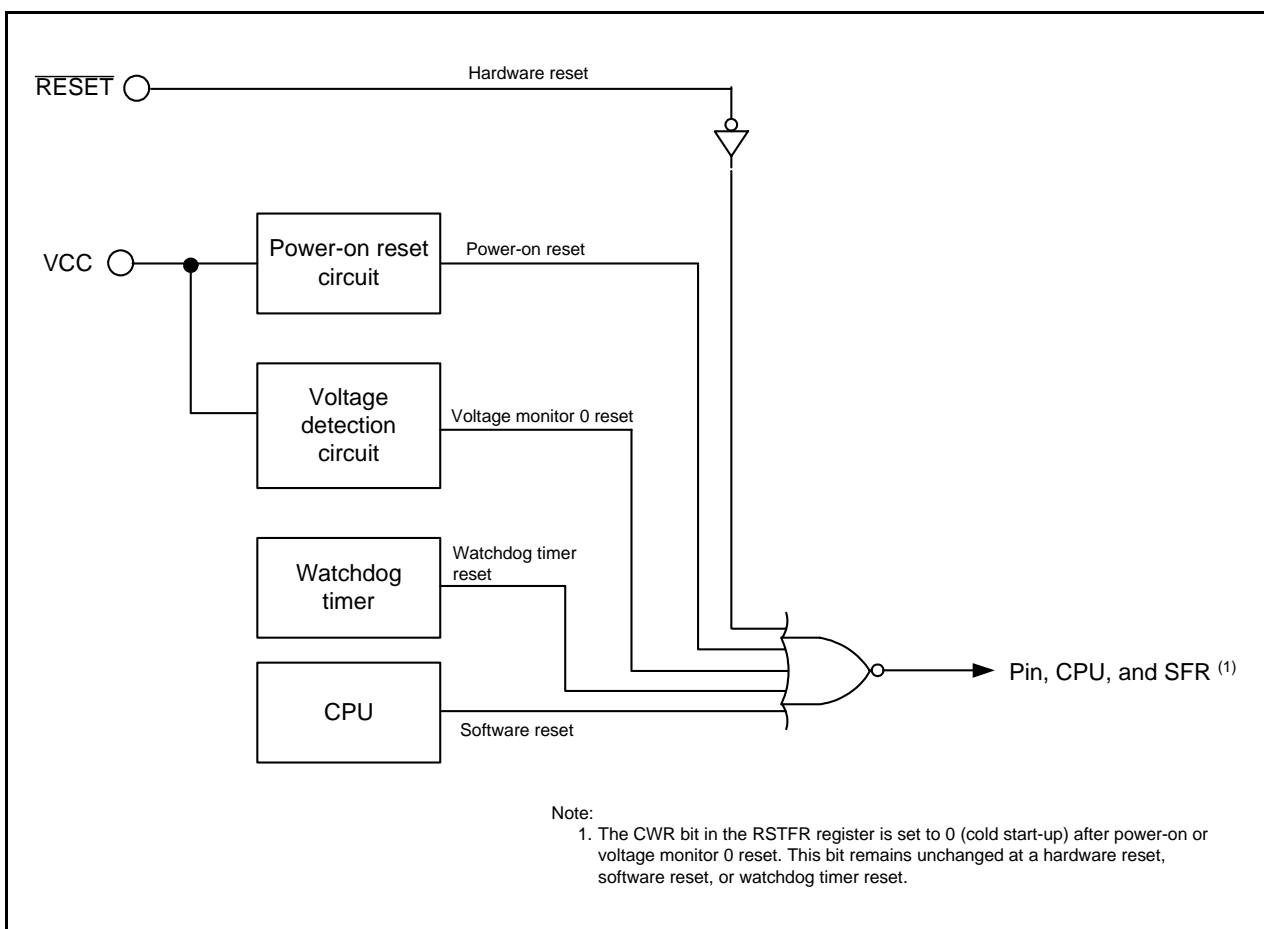 Hardware reset
RESET
Power-on reset
circuit
Power-on reset
VCC
Voltage
detection
circuit
Voltage monitor 0 reset
Watchdog timer
reset
Watchdog
timer
Pin, CPU, and SFR (1)
CPU
Software reset
Note:
1. The CWR bit in the RSTFR register is set to 0 (cold start-up) after power-on or
voltage monitor 0 reset. This bit remains unchanged at a hardware reset,
software reset, or watchdog timer reset.